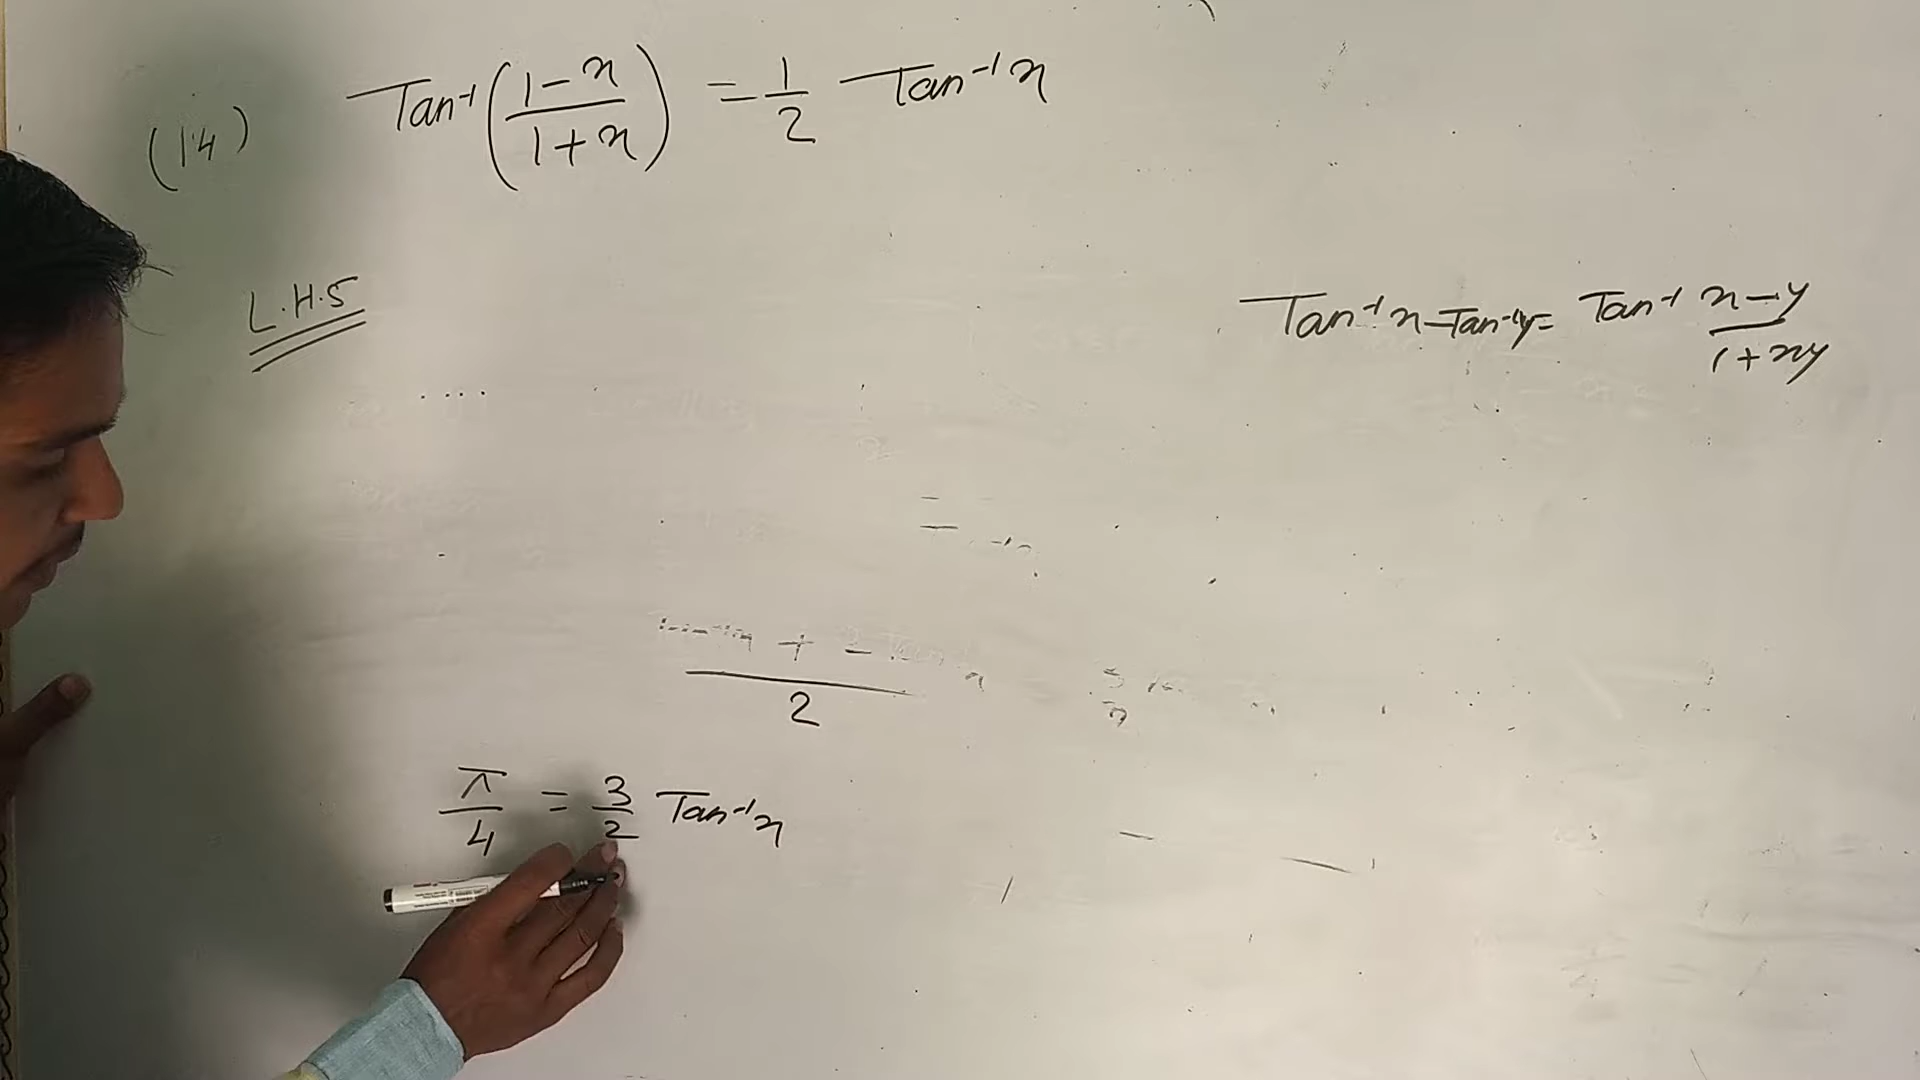 (14) Tan⁻¹(1-x/1+x) = 1/2 Tan⁻¹x
L.H.S
Tan⁻¹x - Tan⁻¹y = Tan⁻¹ x-y/1+xy
+ 2
2
π/4 = 3/2 Tan⁻¹x